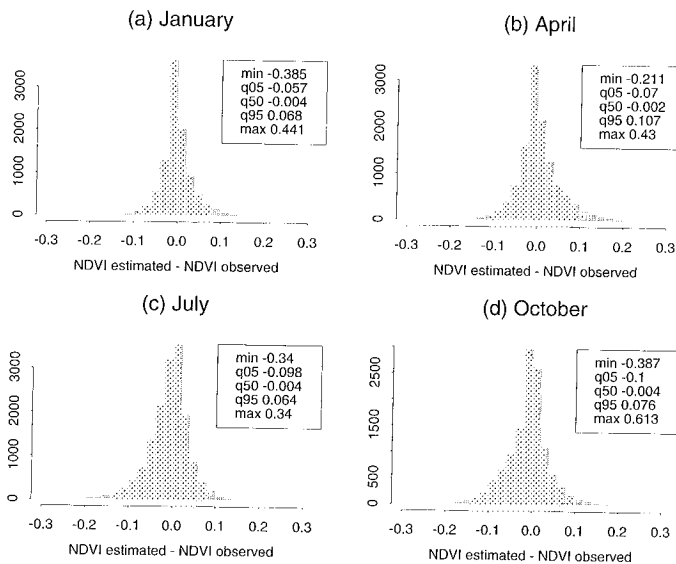 (a) January
min -0.385
q05 -0.057
q50 -0.004
q95 0.068
max 0.441
3000
2000
1000
0
-0.3 -0.2 -0.1 0.0 0.1 0.2 0.3
NDVI estimated - NDVI observed
(b) April
min -0.211
q05 -0.07
q50 -0.002
q95 0.107
max 0.43
3000
2000
1000
0
-0.3 -0.2 -0.1 0.0 0.1 0.2 0.3
NDVI estimated - NDVI observed
(c) July
min -0.34
q05 -0.098
q50 -0.004
q95 0.064
max 0.34
3000
2000
1000
0
-0.3 -0.2 -0.1 0.0 0.1 0.2 0.3
NDVI estimated - NDVI observed
(d) October
min -0.387
q05 -0.1
q50 -0.004
q95 0.076
max 0.613
2500
1500
500
0
-0.3 -0.2 -0.1 0.0 0.1 0.2 0.3
NDVI estimated - NDVI observed